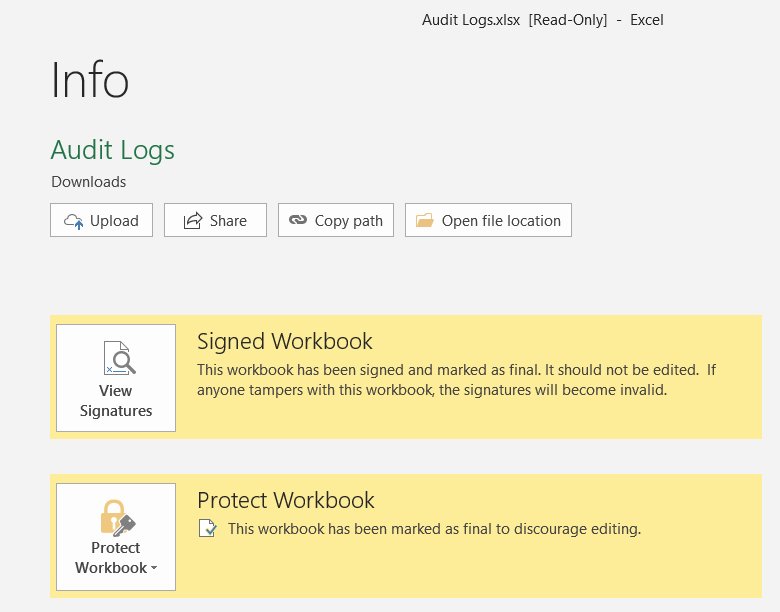 Audit Logs.xlsx [Read-Only] - Excel
Info
Audit Logs
Downloads
Upload Share Copy path Open file location
Signed Workbook
This workbook has been signed and marked as final. It should not be edited. If
anyone tampers with this workbook, the signatures will become invalid.
View
Signatures
Protect Workbook
This workbook has been marked as final to discourage editing.
Protect
Workbook